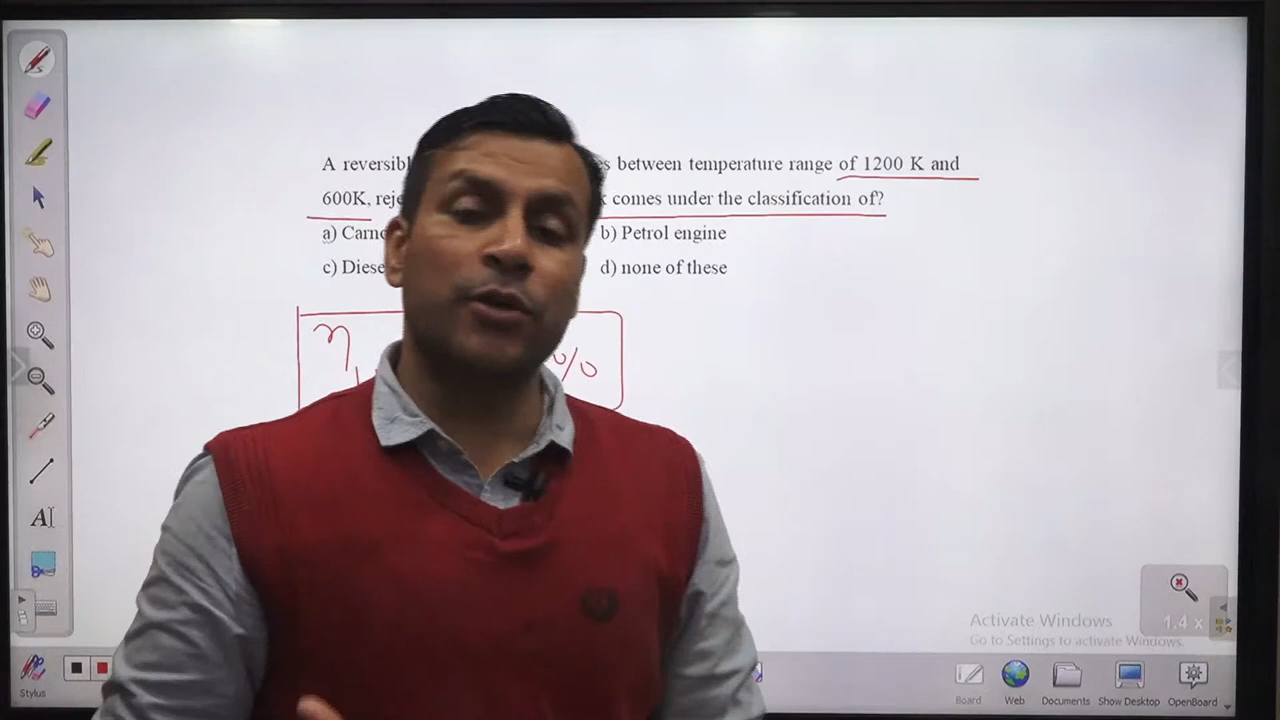 A reversibl s between temperature range of 1200 K and
600K, reje k comes under the classification of?
a) Carno b) Petrol engine
c) Diese d) none of these
η %
A
Activate Windows
Go to Settings to activate Windows.
1.4 x
Stylus
Board Web Documents Show Desktop OpenBoard